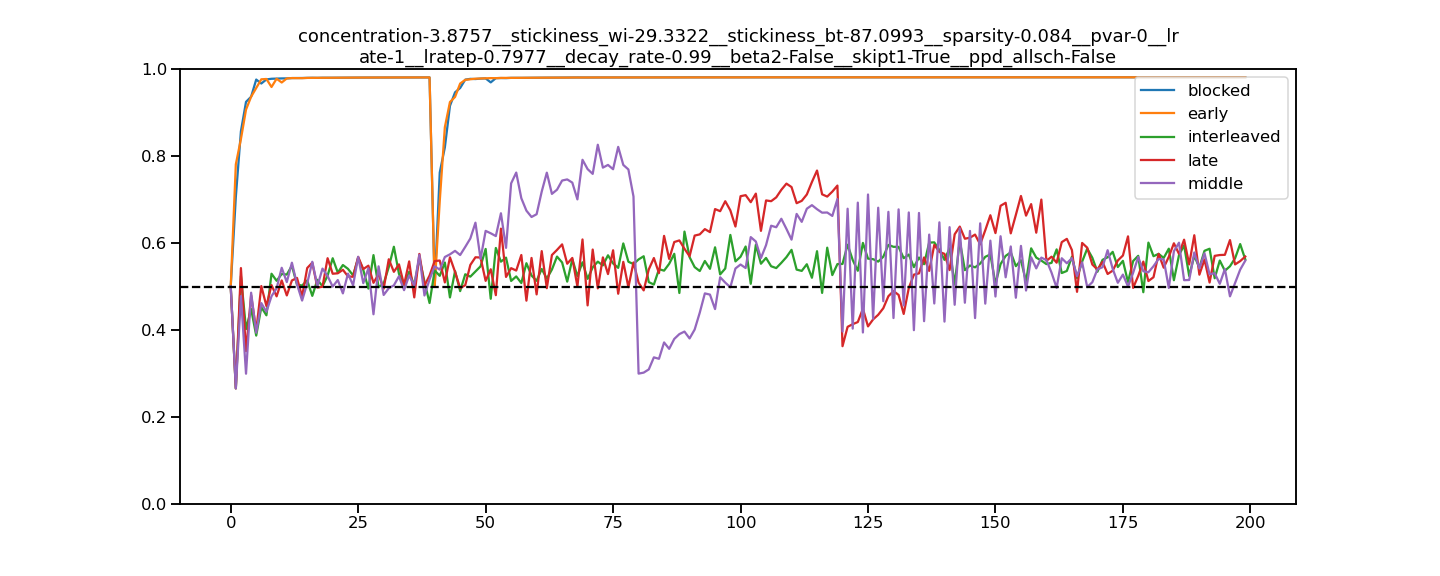 concentration-3.8757__stickiness_wi-29.3322__stickiness_bt-87.0993__sparsity-0.084__pvar-0__lr
ate-1__lratep-0.7977__decay_rate-0.99__beta2-False__skipt1-True__ppd_allsch-False
1.0
0.8
0.6
0.4
0.2
0.0
blocked
early
interleaved
late
middle
0 25 50 75 100 125 150 175 200